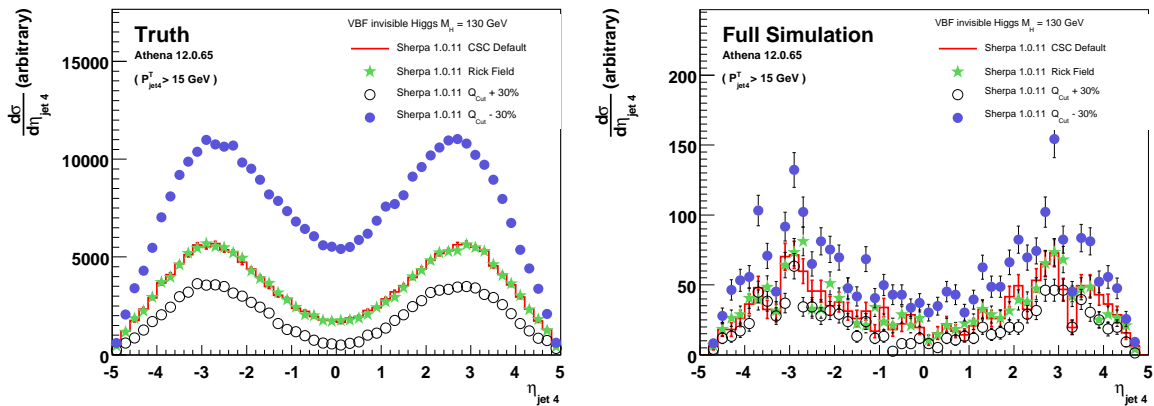 Truth
Athena 12.0.65
( P^T_jet4 > 15 GeV )
VBF invisible Higgs M_H = 130 GeV
Sherpa 1.0.11 CSC Default
Sherpa 1.0.11 Rick Field
Sherpa 1.0.11 Q_Cut + 30%
Sherpa 1.0.11 Q_Cut - 30%
dσ/dη_jet 4 (arbitrary)
15000
10000
5000
0
-5 -4 -3 -2 -1 0 1 2 3 4 5
η_jet 4
Full Simulation
Athena 12.0.65
( P^T_jet4 > 15 GeV )
VBF invisible Higgs M_H = 130 GeV
Sherpa 1.0.11 CSC Default
Sherpa 1.0.11 Rick Field
Sherpa 1.0.11 Q_Cut + 30%
Sherpa 1.0.11 Q_Cut - 30%
dσ/dη_jet 4 (arbitrary)
200
150
100
50
0
-5 -4 -3 -2 -1 0 1 2 3 4 5
η_jet 4